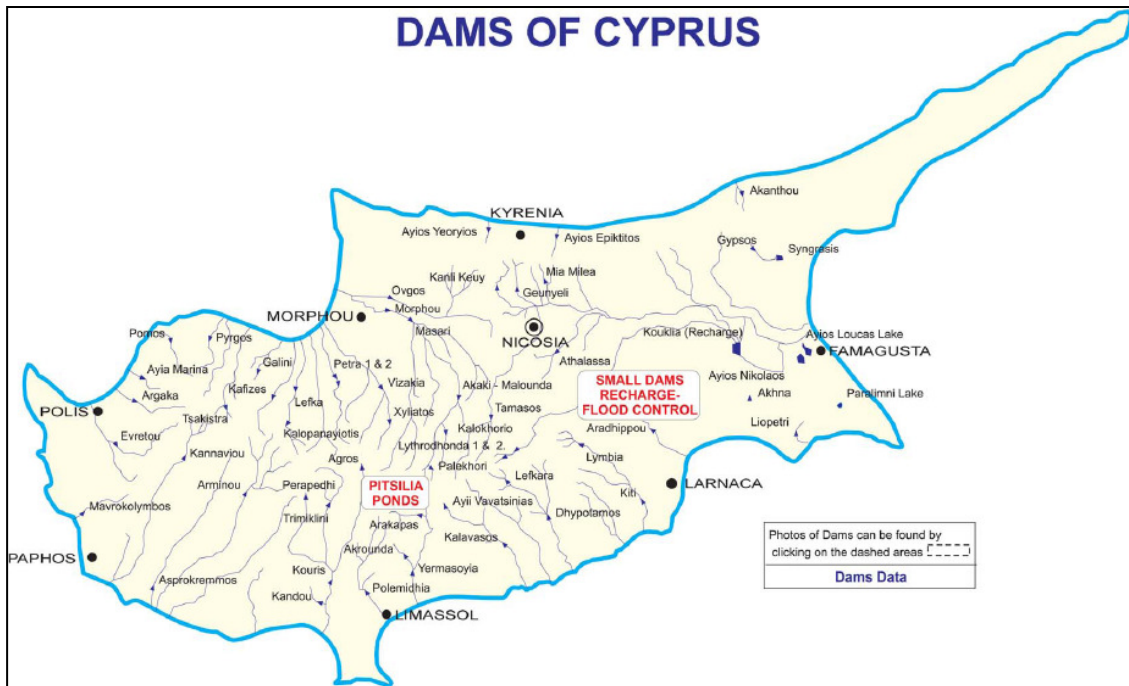 DAMS OF CYPRUS
Akanthou
KYRENIA
Ayios Yeoryios
Ayios Epiktitos
Gypsos
Syngrasis
Kanli Keuy
Mia Milea
Geunyeli
Ovgos
Morphou
MORPHOU
Masari
NICOSIA
Kouklia (Recharge)
Ayios Loucas Lake
FAMAGUSTA
Pomos
Pyrgos
Galini
Petra 1 & 2
Athalassa
Ayia Marina
Kafizes
Vizakia
Akaki - Malounda
SMALL DAMS
RECHARGE-
FLOOD CONTROL
Ayios Nikolaos
Akhna
Paralimni Lake
Argaka
POLIS
Tsakistra
Lefka
Xyliatos
Tamasos
Liopetri
Evretou
Kalopanayiotis
Kalokhorio
Aradhippou
Kannaviou
Lythrodhonda 1 & 2.
Agros
Palekhori
Lymbia
Arminou
Perapedhi
PITSILIA
PONDS
Lefkara
LARNACA
Mavrokolymbos
Trimiklini
Ayii Vavatsinias
Kiti
Dhypotamos
Arakapas
Kalavasos
PAPHOS
Akrounda
Asprokremmos
Kouris
Yermasoyia
Kandou
Polemidhia
LIMASSOL
Photos of Dams can be found by
clicking on the dashed areas
Dams Data